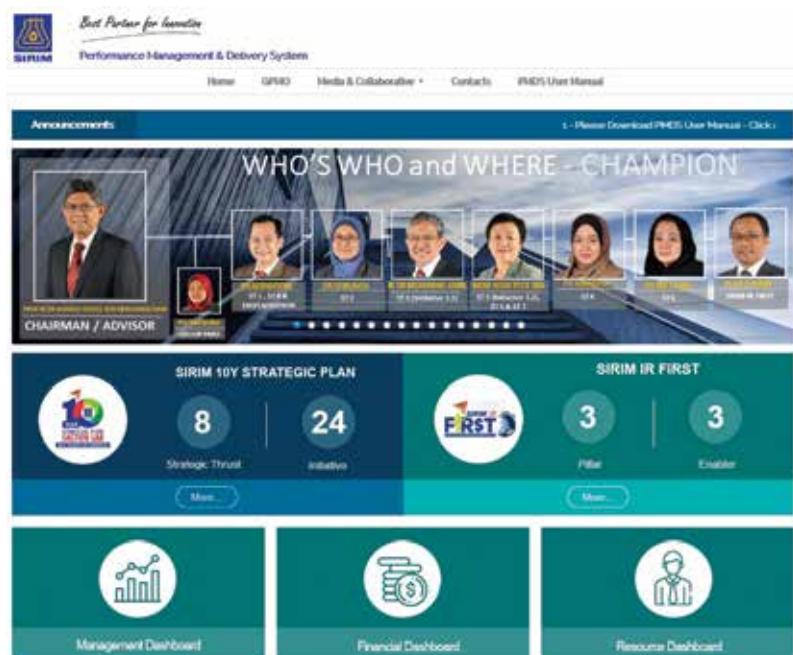 SIRIM
Best Partner for Innovation
Performance Management & Delivery System
Home GPMO Media & Collaborative Contacts PMDS User Manual
Announcements
1 - Please Download PMDS User Manual - Click
WHO'S WHO and WHERE - CHAMPION
CHAIRMAN / ADVISOR
SIRIM 10Y STRATEGIC PLAN
8
24
Strategic Thrust
Initiative
More...
SIRIM IR FIRST
3
3
Pillar
Enabler
More...
Management Dashboard
Financial Dashboard
Resource Dashboard